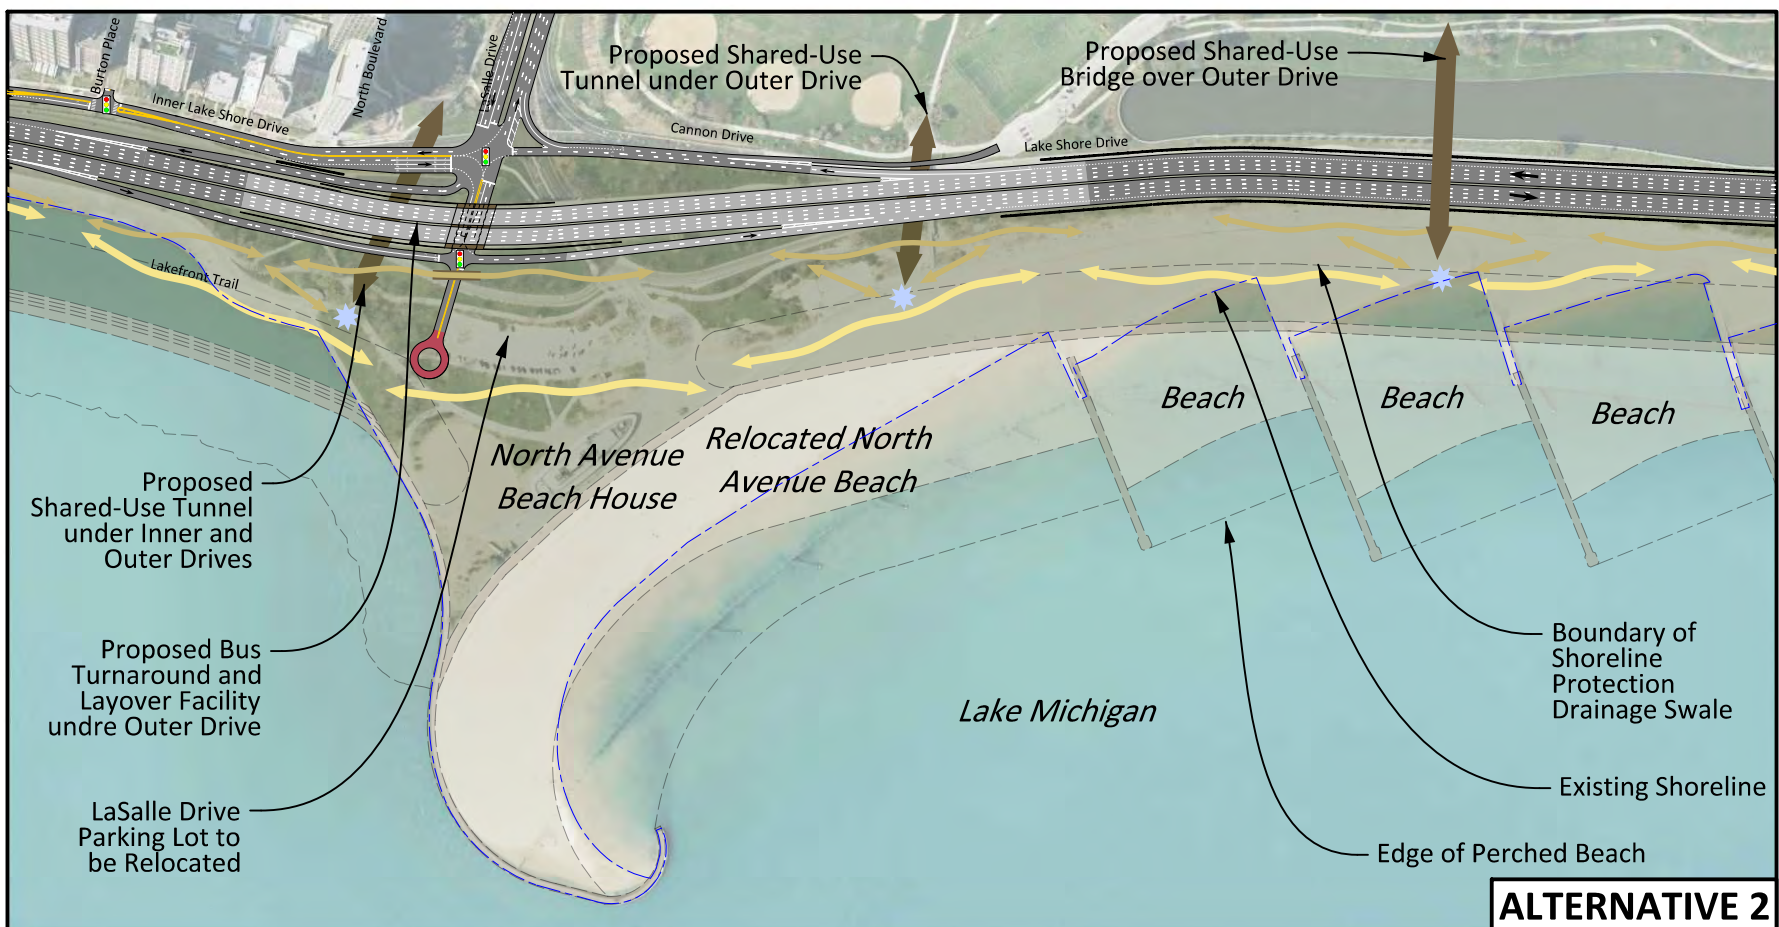 Burton Place
Inner Lake Shore Drive
North Boulevard
LaSalle Drive
Proposed Shared-Use
Tunnel under Outer Drive
Cannon Drive
Proposed Shared-Use
Bridge over Outer Drive
Lake Shore Drive
Lakefront Trail
North Avenue
Beach House
Relocated North
Avenue Beach
Beach
Beach
Beach
Proposed
Shared-Use Tunnel
under Inner and
Outer Drives
Proposed Bus
Turnaround and
Layover Facility
undre Outer Drive
LaSalle Drive
Parking Lot to
be Relocated
Lake Michigan
Boundary of
Shoreline
Protection
Drainage Swale
Existing Shoreline
Edge of Perched Beach
ALTERNATIVE 2